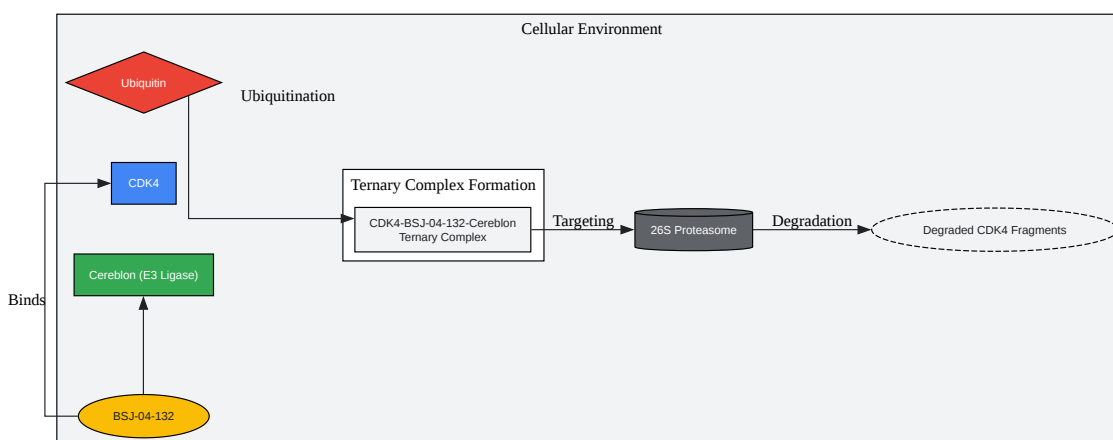 Cellular Environment
Ubiquitin
Ubiquitination
CDK4
Ternary Complex Formation
CDK4-BSJ-04-132-Cereblon
Ternary Complex
Targeting
26S Proteasome
Degradation
Degraded CDK4 Fragments
Cereblon (E3 Ligase)
Binds
BSJ-04-132